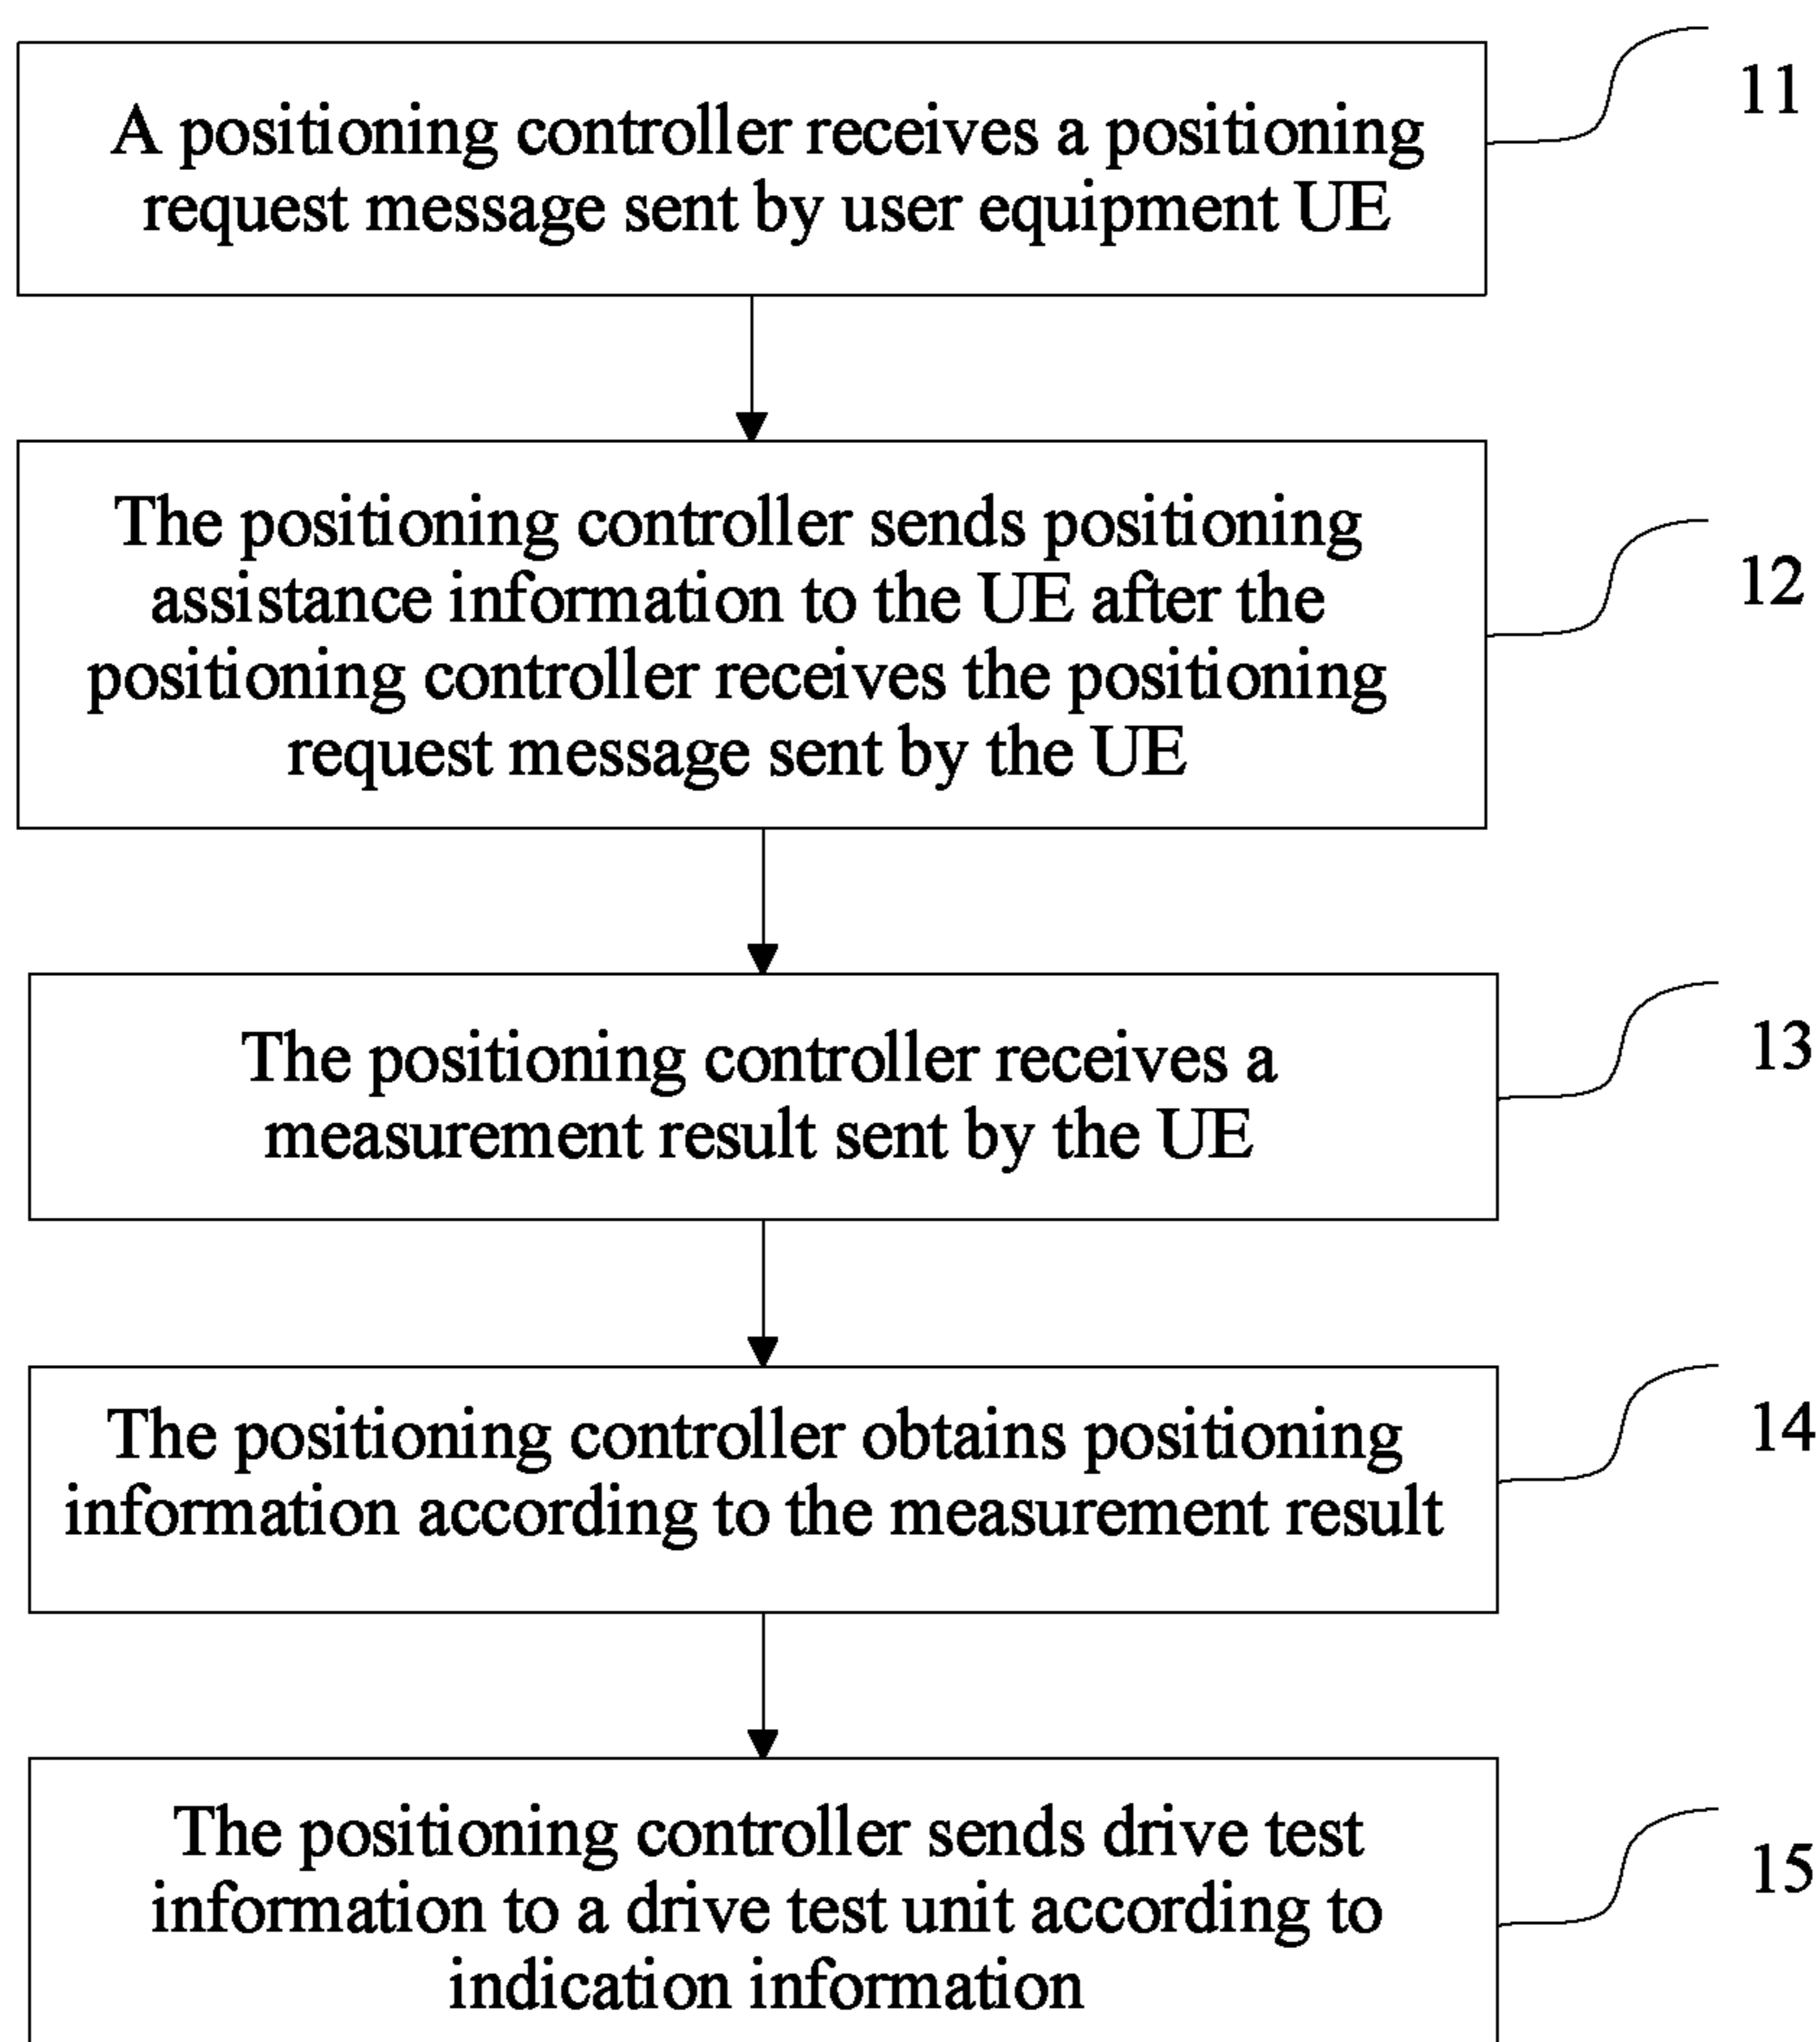 A positioning controller receives a positioning
request message sent by user equipment UE
11
The positioning controller sends positioning
assistance information to the UE after the
positioning controller receives the positioning
request message sent by the UE
12
The positioning controller receives a
measurement result sent by the UE
13
The positioning controller obtains positioning
information according to the measurement result
14
The positioning controller sends drive test
information to a drive test unit according to
indication information
15